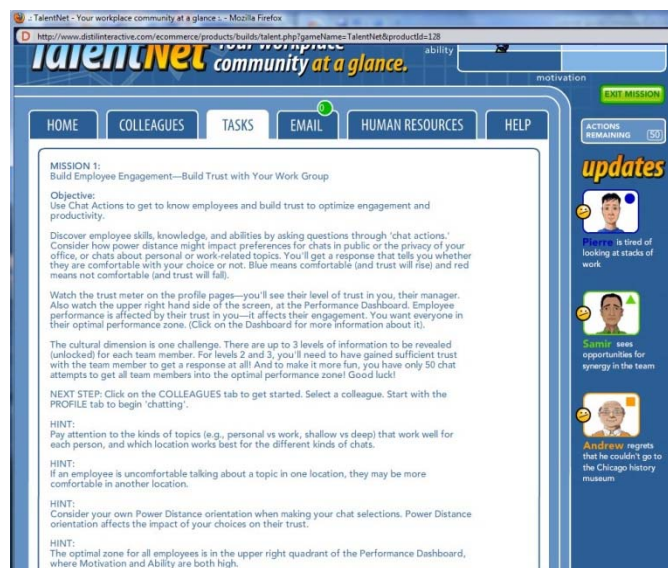 .: TalentNet - Your workplace community at a glance :. - Mozilla Firefox
http://www.distilinteractive.com/ecommerce/products/builds/talent.php?gameName=TalentNet&productId=128
TalentNet Your workplace
community at a glance.
ability
motivation
EXIT MISSION
HOME
COLLEAGUES
TASKS
0
EMAIL
HUMAN RESOURCES
HELP
ACTIONS
REMAINING 50
MISSION 1:
Build Employee Engagement—Build Trust with Your Work Group
Objective:
Use Chat Actions to get to know employees and build trust to optimize engagement and
productivity.
Discover employee skills, knowledge, and abilities by asking questions through 'chat actions.'
Consider how power distance might impact preferences for chats in public or the privacy of your
office, or chats about personal or work-related topics. You'll get a response that tells you whether
they are comfortable with your choice or not. Blue means comfortable (and trust will rise) and red
means not comfortable (and trust will fall).
Watch the trust meter on the profile pages—you'll see their level of trust in you, their manager.
Also watch the upper right hand side of the screen, at the Performance Dashboard. Employee
performance is affected by their trust in you—it affects their engagement. You want everyone in
their optimal performance zone. (Click on the Dashboard for more information about it).
The cultural dimension is one challenge. There are up to 3 levels of information to be revealed
(unlocked) for each team member. For levels 2 and 3, you'll need to have gained sufficient trust
with the team member to get a response at all! And to make it more fun, you have only 50 chat
attempts to get all team members into the optimal performance zone! Good luck!
NEXT STEP: Click on the COLLEAGUES tab to get started. Select a colleague. Start with the
PROFILE tab to begin 'chatting'.
HINT:
Pay attention to the kinds of topics (e.g., personal vs work, shallow vs deep) that work well for
each person, and which location works best for the different kinds of chats.
HINT:
If an employee is uncomfortable talking about a topic in one location, they may be more
comfortable in another location.
HINT:
Consider your own Power Distance orientation when making your chat selections. Power Distance
orientation affects the impact of your choices on their trust.
HINT:
The optimal zone for all employees is in the upper right quadrant of the Performance Dashboard,
where Motivation and Ability are both high.
updates
Pierre is tired of
looking at stacks of
work
Samir sees
opportunities for
synergy in the team
Andrew regrets
that he couldn't go to
the Chicago history
museum